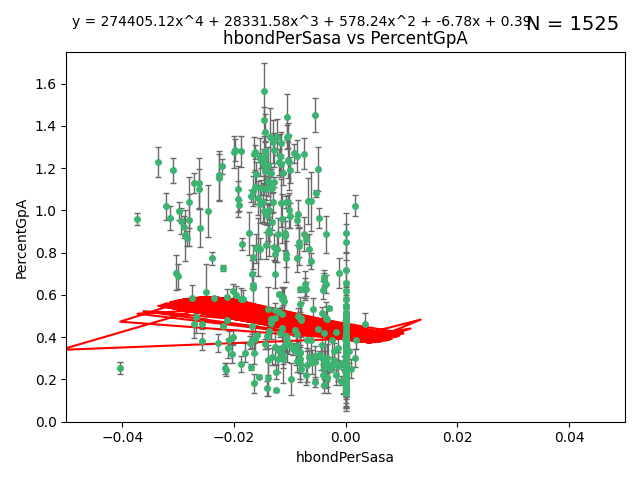 y = 274405.12x^4 + 28331.58x^3 + 578.24x^2 + -6.78x + 0.39
N = 1525
hbondPerSasa vs PercentGpA
1.6
1.4
1.2
1.0
0.8
0.6
0.4
0.2
0.0
PercentGpA
−0.04
−0.02
0.00
0.02
0.04
hbondPerSasa